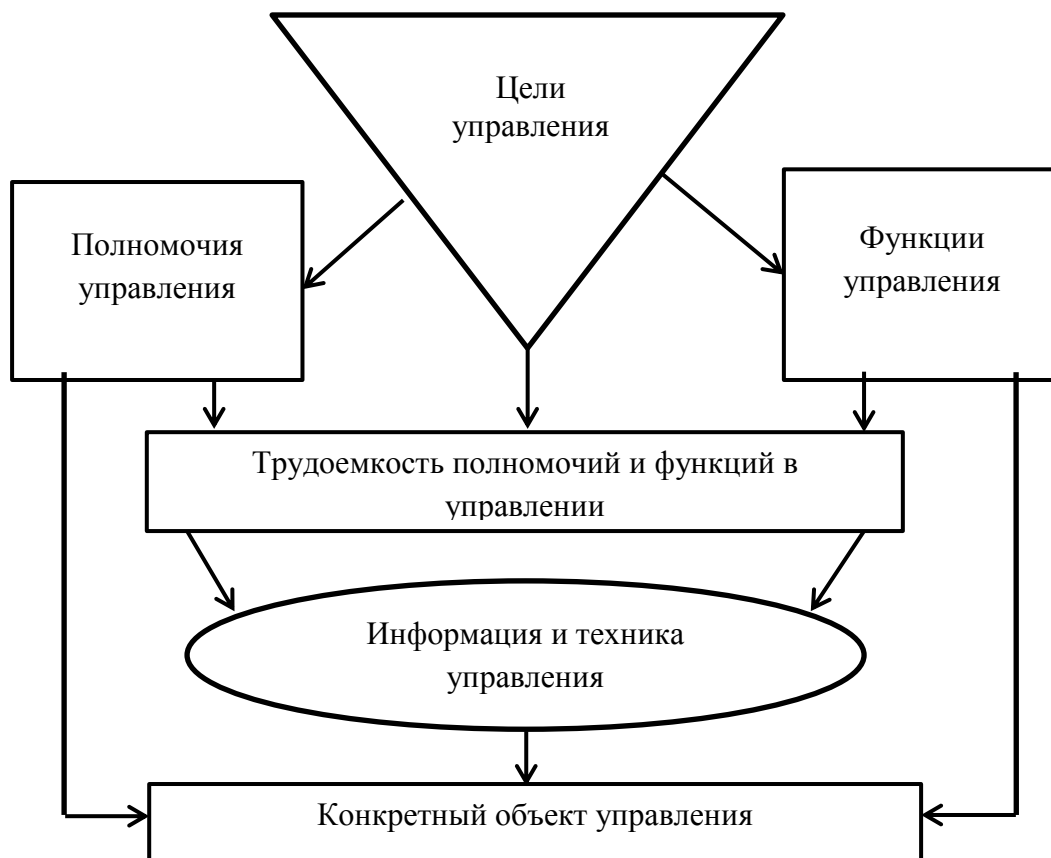 Цели
управления
Полномочия
управления
Функции
управления
Трудоемкость полномочий и функций в
управлении
Информация и техника
управления
Конкретный объект управления